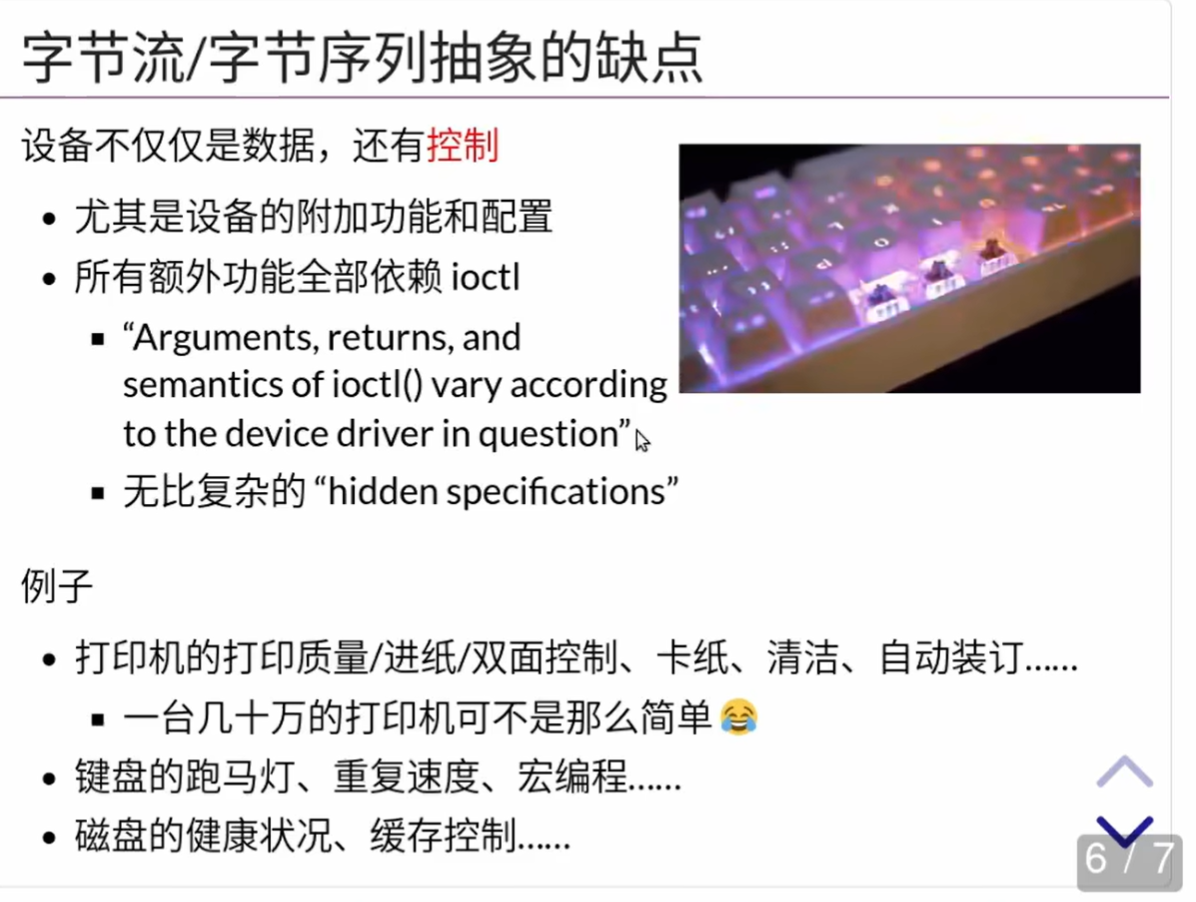 字节流/字节序列抽象的缺点
设备不仅仅是数据，还有控制
• 尤其是设备的附加功能和配置
• 所有额外功能全部依赖 ioctl
▪ “Arguments, returns, and
semantics of ioctl() vary according
to the device driver in question”
▪ 无比复杂的 “hidden specifications”
例子
• 打印机的打印质量/进纸/双面控制、卡纸、清洁、自动装订……
▪ 一台几十万的打印机可不是那么简单😂
• 键盘的跑马灯、重复速度、宏编程……
• 磁盘的健康状况、缓存控制……
6 / 7